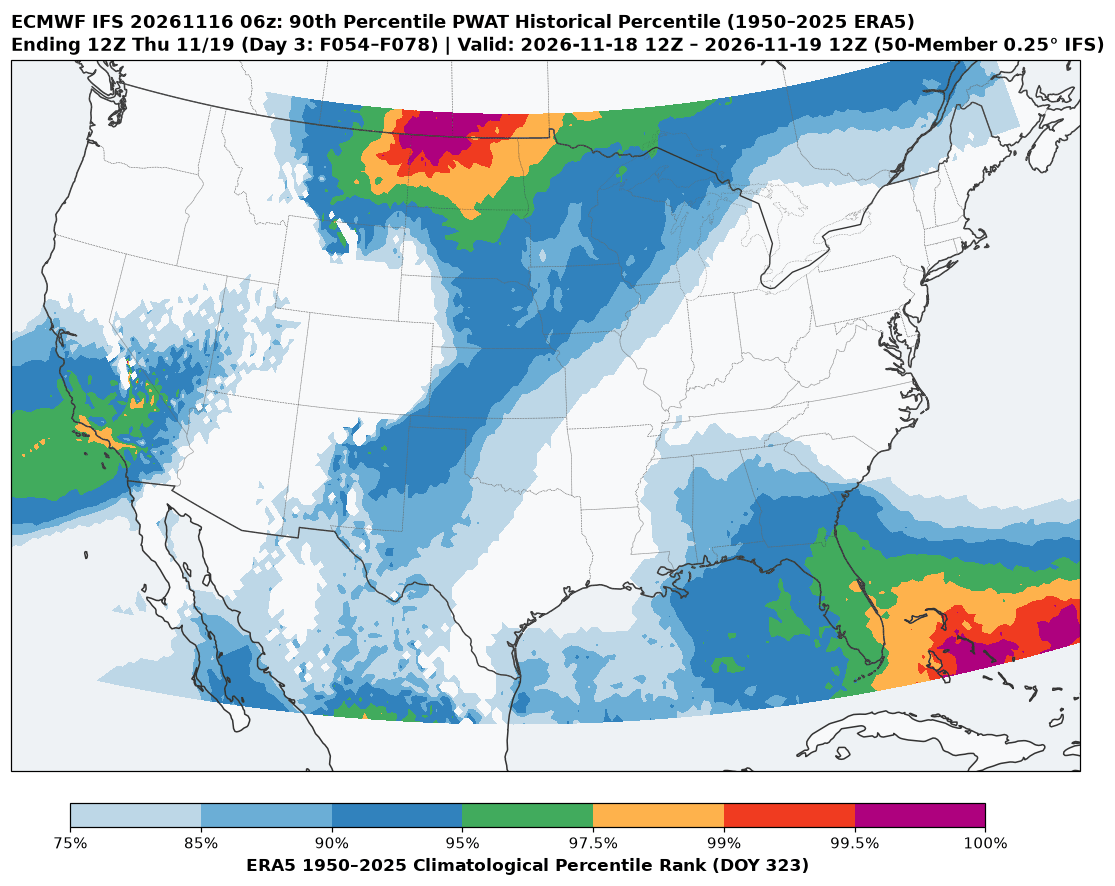 ECMWF IFS 20261116 06z: 90th Percentile PWAT Historical Percentile (1950–2025 ERA5)
Ending 12Z Thu 11/19 (Day 3: F054–F078) | Valid: 2026-11-18 12Z – 2026-11-19 12Z (50-Member 0.25° IFS)
75% 85% 90% 95% 97.5% 99% 99.5% 100%
ERA5 1950–2025 Climatological Percentile Rank (DOY 323)